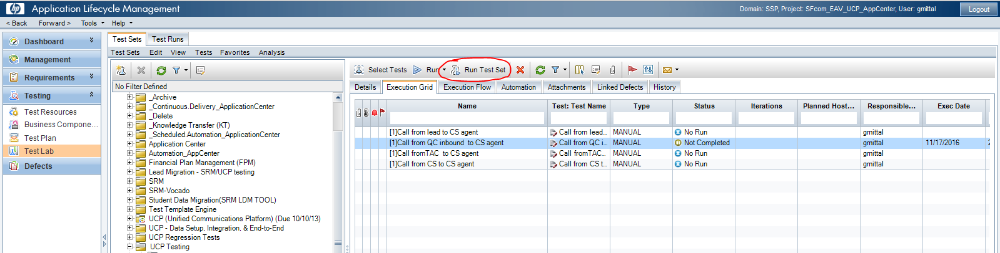 hp Application Lifecycle Management Domain: SSP, Project: SFcom_EAV_UCP_AppCenter, User: gmittal Logout
< Back Forward > Tools Help
Dashboard
Management
Requirements
Testing
Test Resources
Business Compone...
Test Plan
Test Lab
Defects
Test Sets Test Runs
Test Sets Edit View Tests Favorites Analysis
No Filter Defined
_Archive
_Continuous.Delivery_ApplicationCenter
_Delete
_Knowledge Transfer (KT)
_Scheduled.Automation_ApplicationCenter
Application Center
Automation_AppCenter
Financial Plan Management (FPM)
Lead Migration - SRM/UCP testing
SRM
SRM-Vocado
Student Data Migration(SRM LDM TOOL)
Test Template Engine
UCP (Unified Communications Platform) (Due 10/10/13)
UCP - Data Setup, Integration, & End-to-End
UCP Regression Tests
UCP Testing
Select Tests Run Run Test Set
Details Execution Grid Execution Flow Automation Attachments Linked Defects History
Name Test: Test Name Type Status Iterations Planned Host... Responsible... Exec Date
[1]Call from lead to CS agent Call from lead... MANUAL No Run gmittal
[1]Call from QC inbound to CS agent Call from QC i... MANUAL Not Completed gmittal 11/17/2016 2
[1]Call fromTAC to CS agent Call fromTAC... MANUAL No Run gmittal
[1]Call from CS to CS agent Call from CS t... MANUAL No Run gmittal